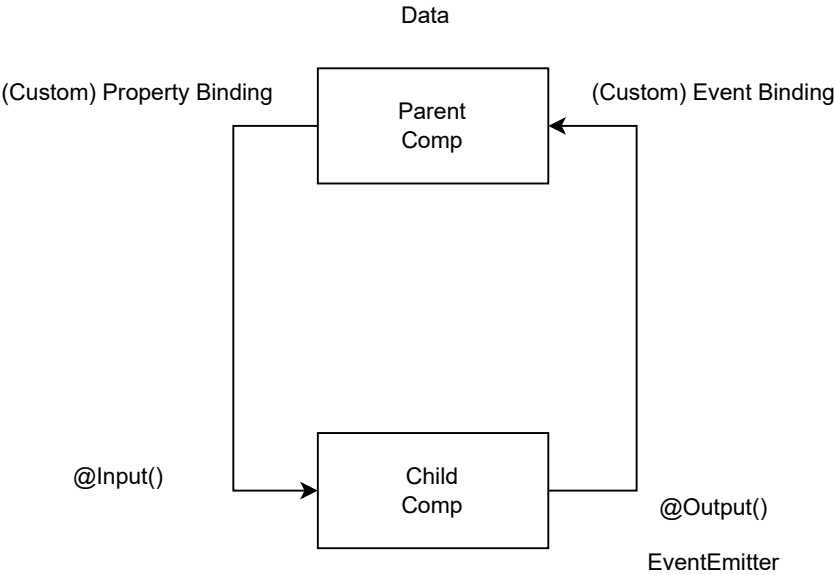 Data
(Custom) Property Binding
(Custom) Event Binding
Parent
Comp
@Input()
Child
Comp
@Output()
EventEmitter